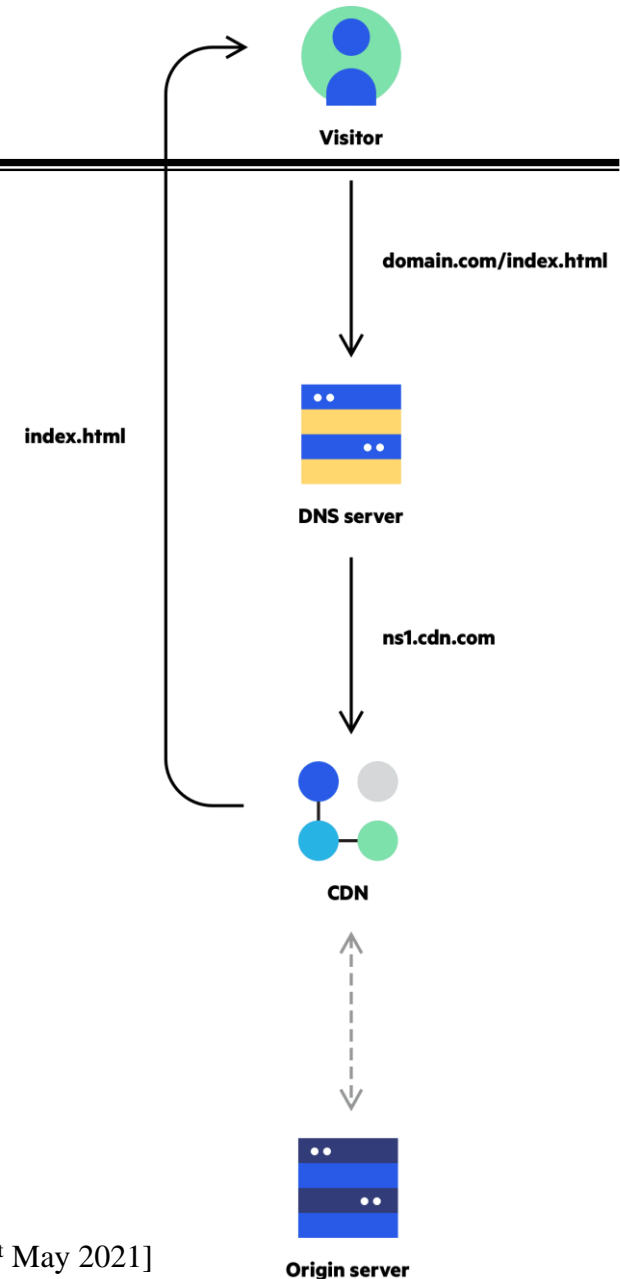 Visitor
domain.com/index.html
index.html
DNS server
ns1.cdn.com
CDN
t May 2021]
Origin server